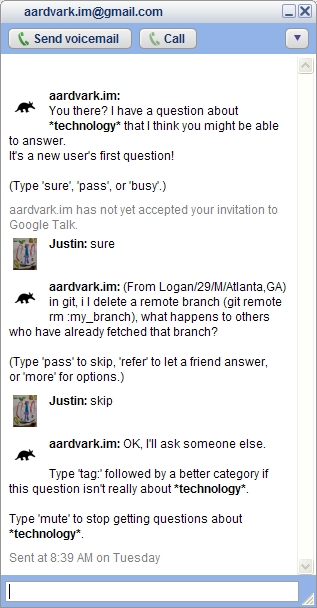 aardvark.im@gmail.com
Send voicemail
Call
aardvark.im:
You there? I have a question about
*technology* that I think you might be able
to answer.
It's a new user's first question!
(Type 'sure', 'pass', or 'busy'.)
aardvark.im has not yet accepted your invitation to
Google Talk.
Justin: sure
aardvark.im: (From Logan/29/M/Atlanta,GA)
in git, i I delete a remote branch (git remote
rm :my_branch), what happens to others
who have already fetched that branch?
(Type 'pass' to skip, 'refer' to let a friend answer,
or 'more' for options.)
Justin: skip
aardvark.im: OK, I'll ask someone else.
Type 'tag:' followed by a better category if
this question isn't really about *technology*.
Type 'mute' to stop getting questions about
*technology*.
Sent at 8:39 AM on Tuesday